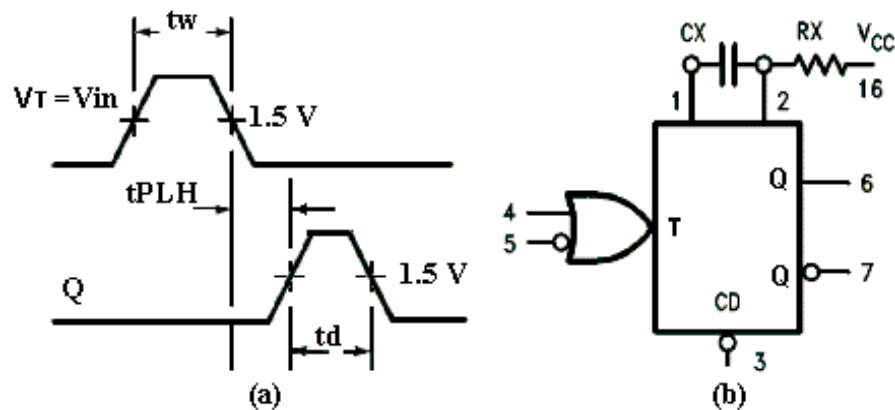 tw
VT = Vin
1.5 V
tPLH
Q
1.5 V
td
(a)
CX
RX
VCC
1
2
16
4
5
T
Q
6
Q
7
CD
3
(b)